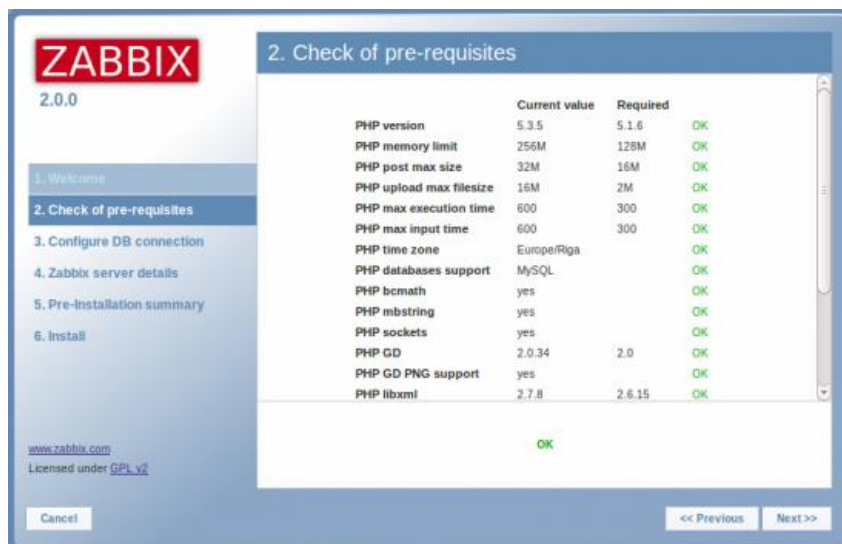 ZABBIX
2.0.0
1. Welcome
2. Check of pre-requisites
3. Configure DB connection
4. Zabbix server details
5. Pre-Installation summary
6. Install
www.zabbix.com
Licensed under GPL v2
2. Check of pre-requisites
Current value Required
PHP version 5.3.5 5.1.6 OK
PHP memory limit 256M 128M OK
PHP post max size 32M 16M OK
PHP upload max filesize 16M 2M OK
PHP max execution time 600 300 OK
PHP max input time 600 300 OK
PHP time zone Europe/Riga OK
PHP databases support MySQL OK
PHP bcmath yes OK
PHP mbstring yes OK
PHP sockets yes OK
PHP GD 2.0.34 2.0 OK
PHP GD PNG support yes OK
PHP libxml 2.7.8 2.6.15 OK
OK
Cancel
<< Previous
Next >>